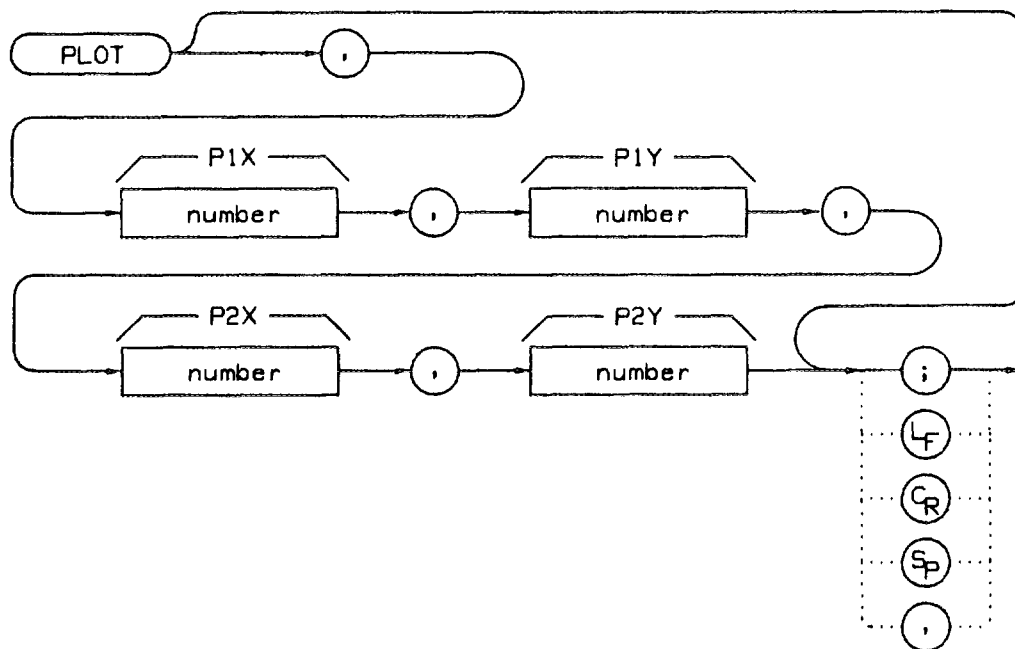 PLOT ,
P1X P1Y
number , number ,
P2X P2Y
number , number ;
LF
CR
SP
,